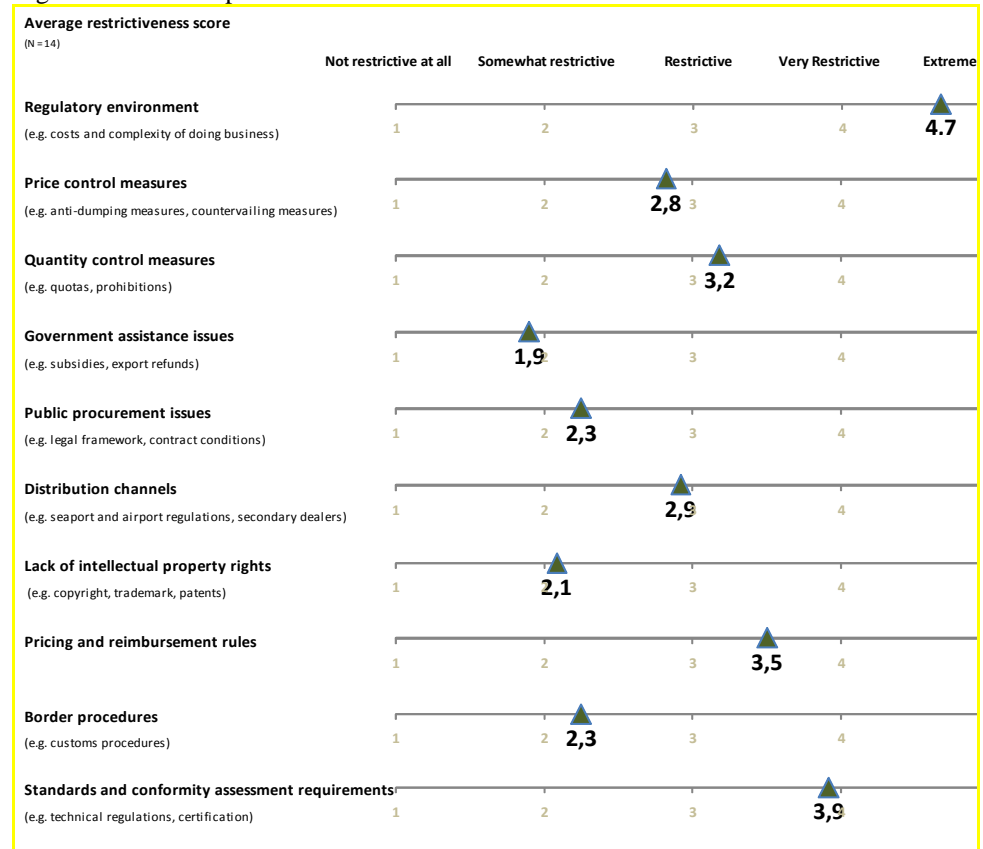 Average restrictiveness score
(N = 14)
Not restrictive at all Somewhat restrictive Restrictive Very Restrictive Extreme
Regulatory environment
(e.g. costs and complexity of doing business)
1 2 3 4 4.7
Price control measures
(e.g. anti-dumping measures, countervailing measures)
1 2 2,8 3 4
Quantity control measures
(e.g. quotas, prohibitions)
1 2 3 3,2 4
Government assistance issues
(e.g. subsidies, export refunds)
1 1,9 2 3 4
Public procurement issues
(e.g. legal framework, contract conditions)
1 2 2,3 3 4
Distribution channels
(e.g. seaport and airport regulations, secondary dealers)
1 2 2,9 4
Lack of intellectual property rights
(e.g. copyright, trademark, patents)
1 2,1 3 4
Pricing and reimbursement rules
1 2 3 3,5 4
Border procedures
(e.g. customs procedures)
1 2 2,3 3 4
Standards and conformity assessment requirements
(e.g. technical regulations, certification)
1 2 3 3,9 4